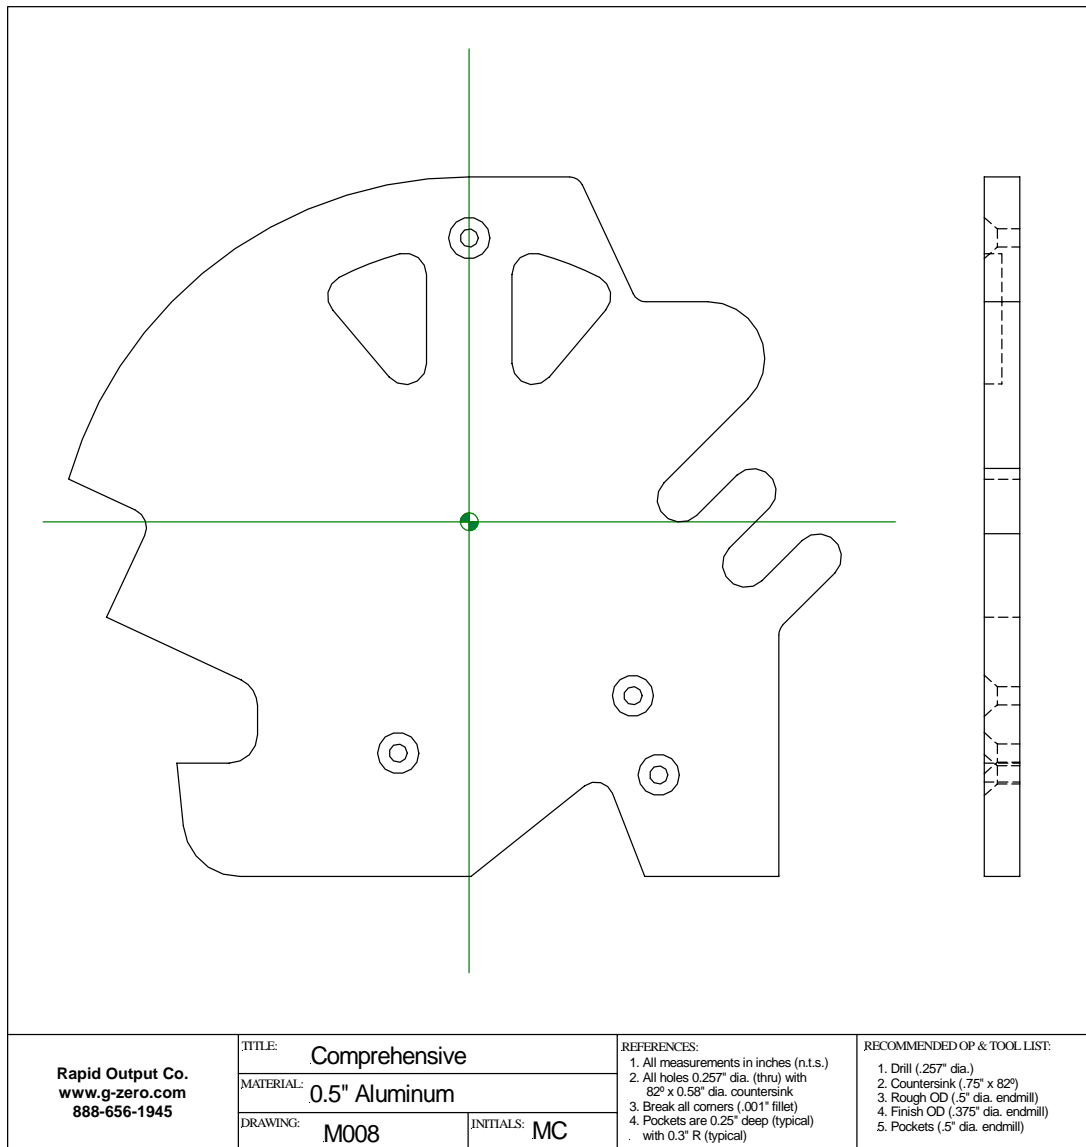 Rapid Output Co.
www.g-zero.com
888-656-1945
TITLE: Comprehensive
MATERIAL: 0.5" Aluminum
DRAWING: M008
INITIALS: MC
REFERENCES:
1. All measurements in inches (n.t.s.)
2. All holes 0.257" dia. (thru) with
82º x 0.58" dia. countersink
3. Break all corners (.001" fillet)
4. Pockets are 0.25" deep (typical)
with 0.3" R (typical)
RECOMMENDED OP & TOOL LIST:
1. Drill (.257" dia.)
2. Countersink (.75" x 82º)
3. Rough OD (.5" dia. endmill)
4. Finish OD (.375" dia. endmill)
5. Pockets (.5" dia. endmill)